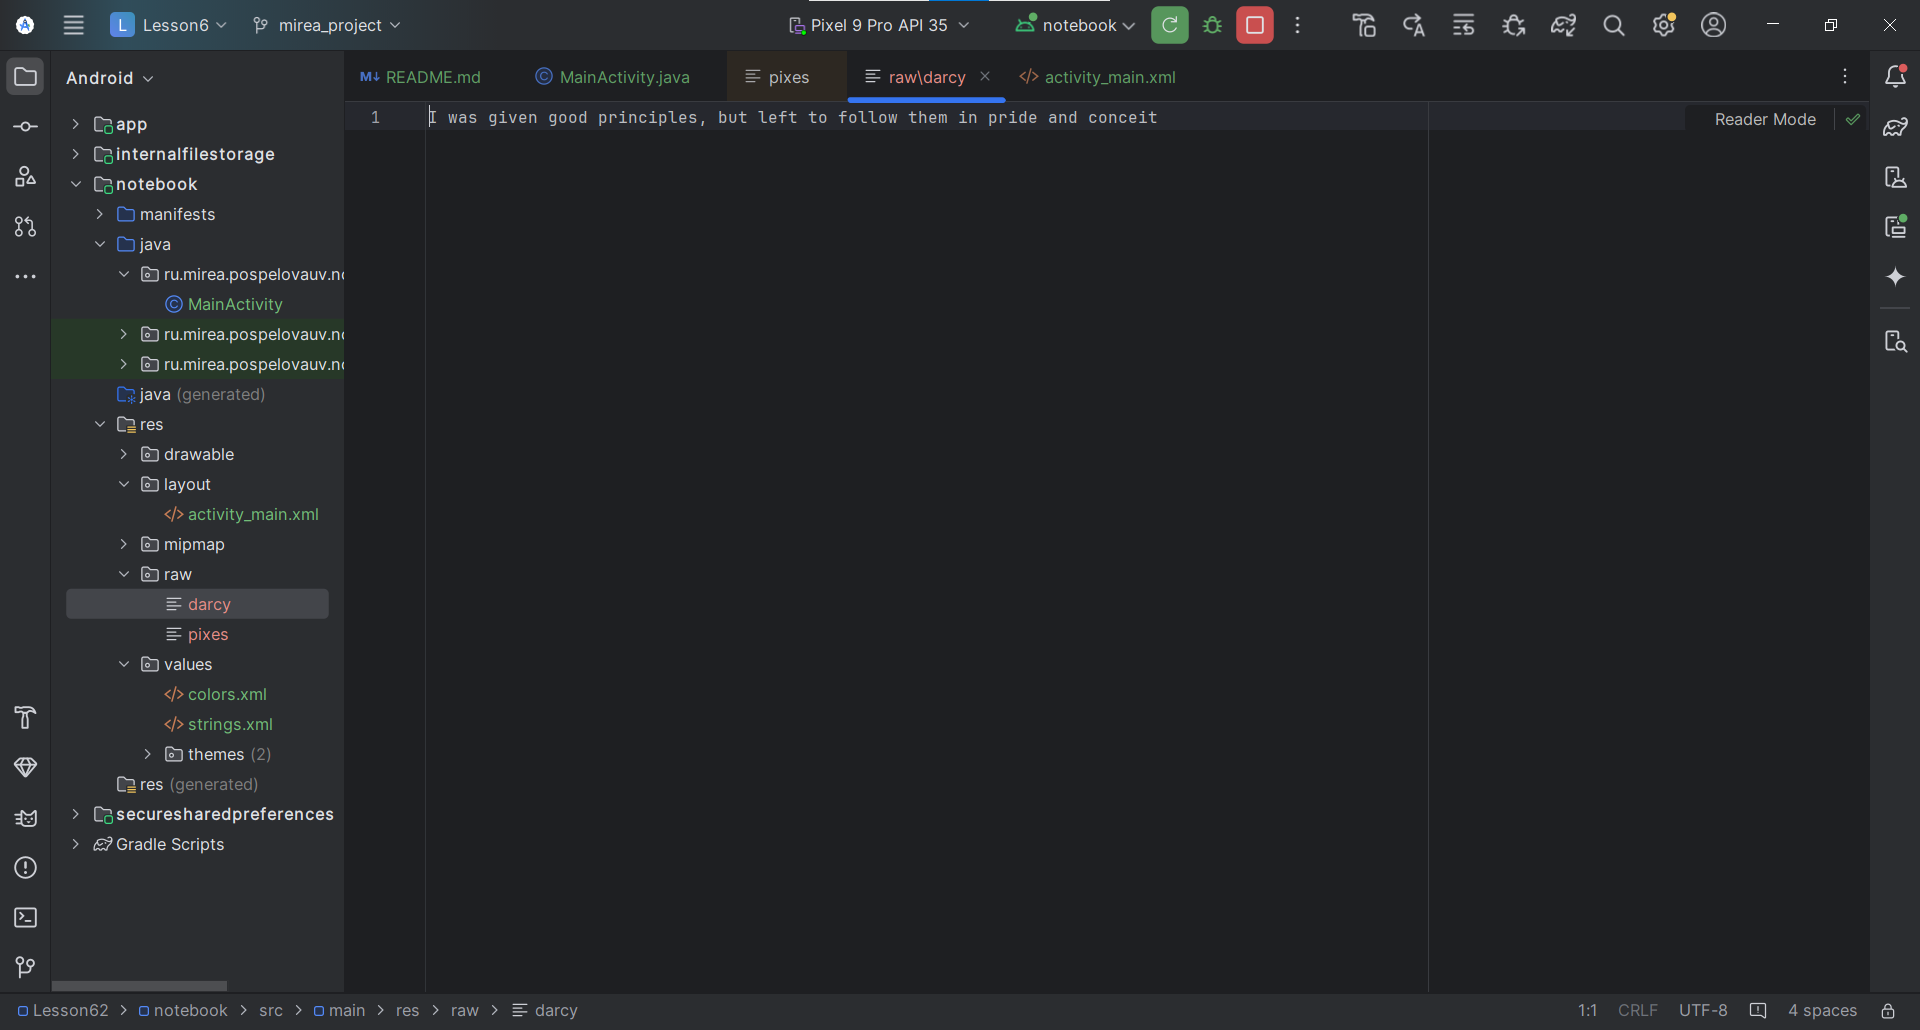 L Lesson6 mirea_project Pixel 9 Pro API 35 notebook
Android
M↓ README.md MainActivity.java pixes raw\darcy activity_main.xml
1 I was given good principles, but left to follow them in pride and conceit
Reader Mode
app
internalfilestorage
notebook
manifests
java
ru.mirea.pospelovauv.no
MainActivity
ru.mirea.pospelovauv.no
ru.mirea.pospelovauv.no
java (generated)
res
drawable
layout
activity_main.xml
mipmap
raw
darcy
pixes
values
colors.xml
strings.xml
themes (2)
res (generated)
securesharedpreferences
Gradle Scripts
Lesson62 > notebook > src > main > res > raw > darcy
1:1 CRLF UTF-8 4 spaces